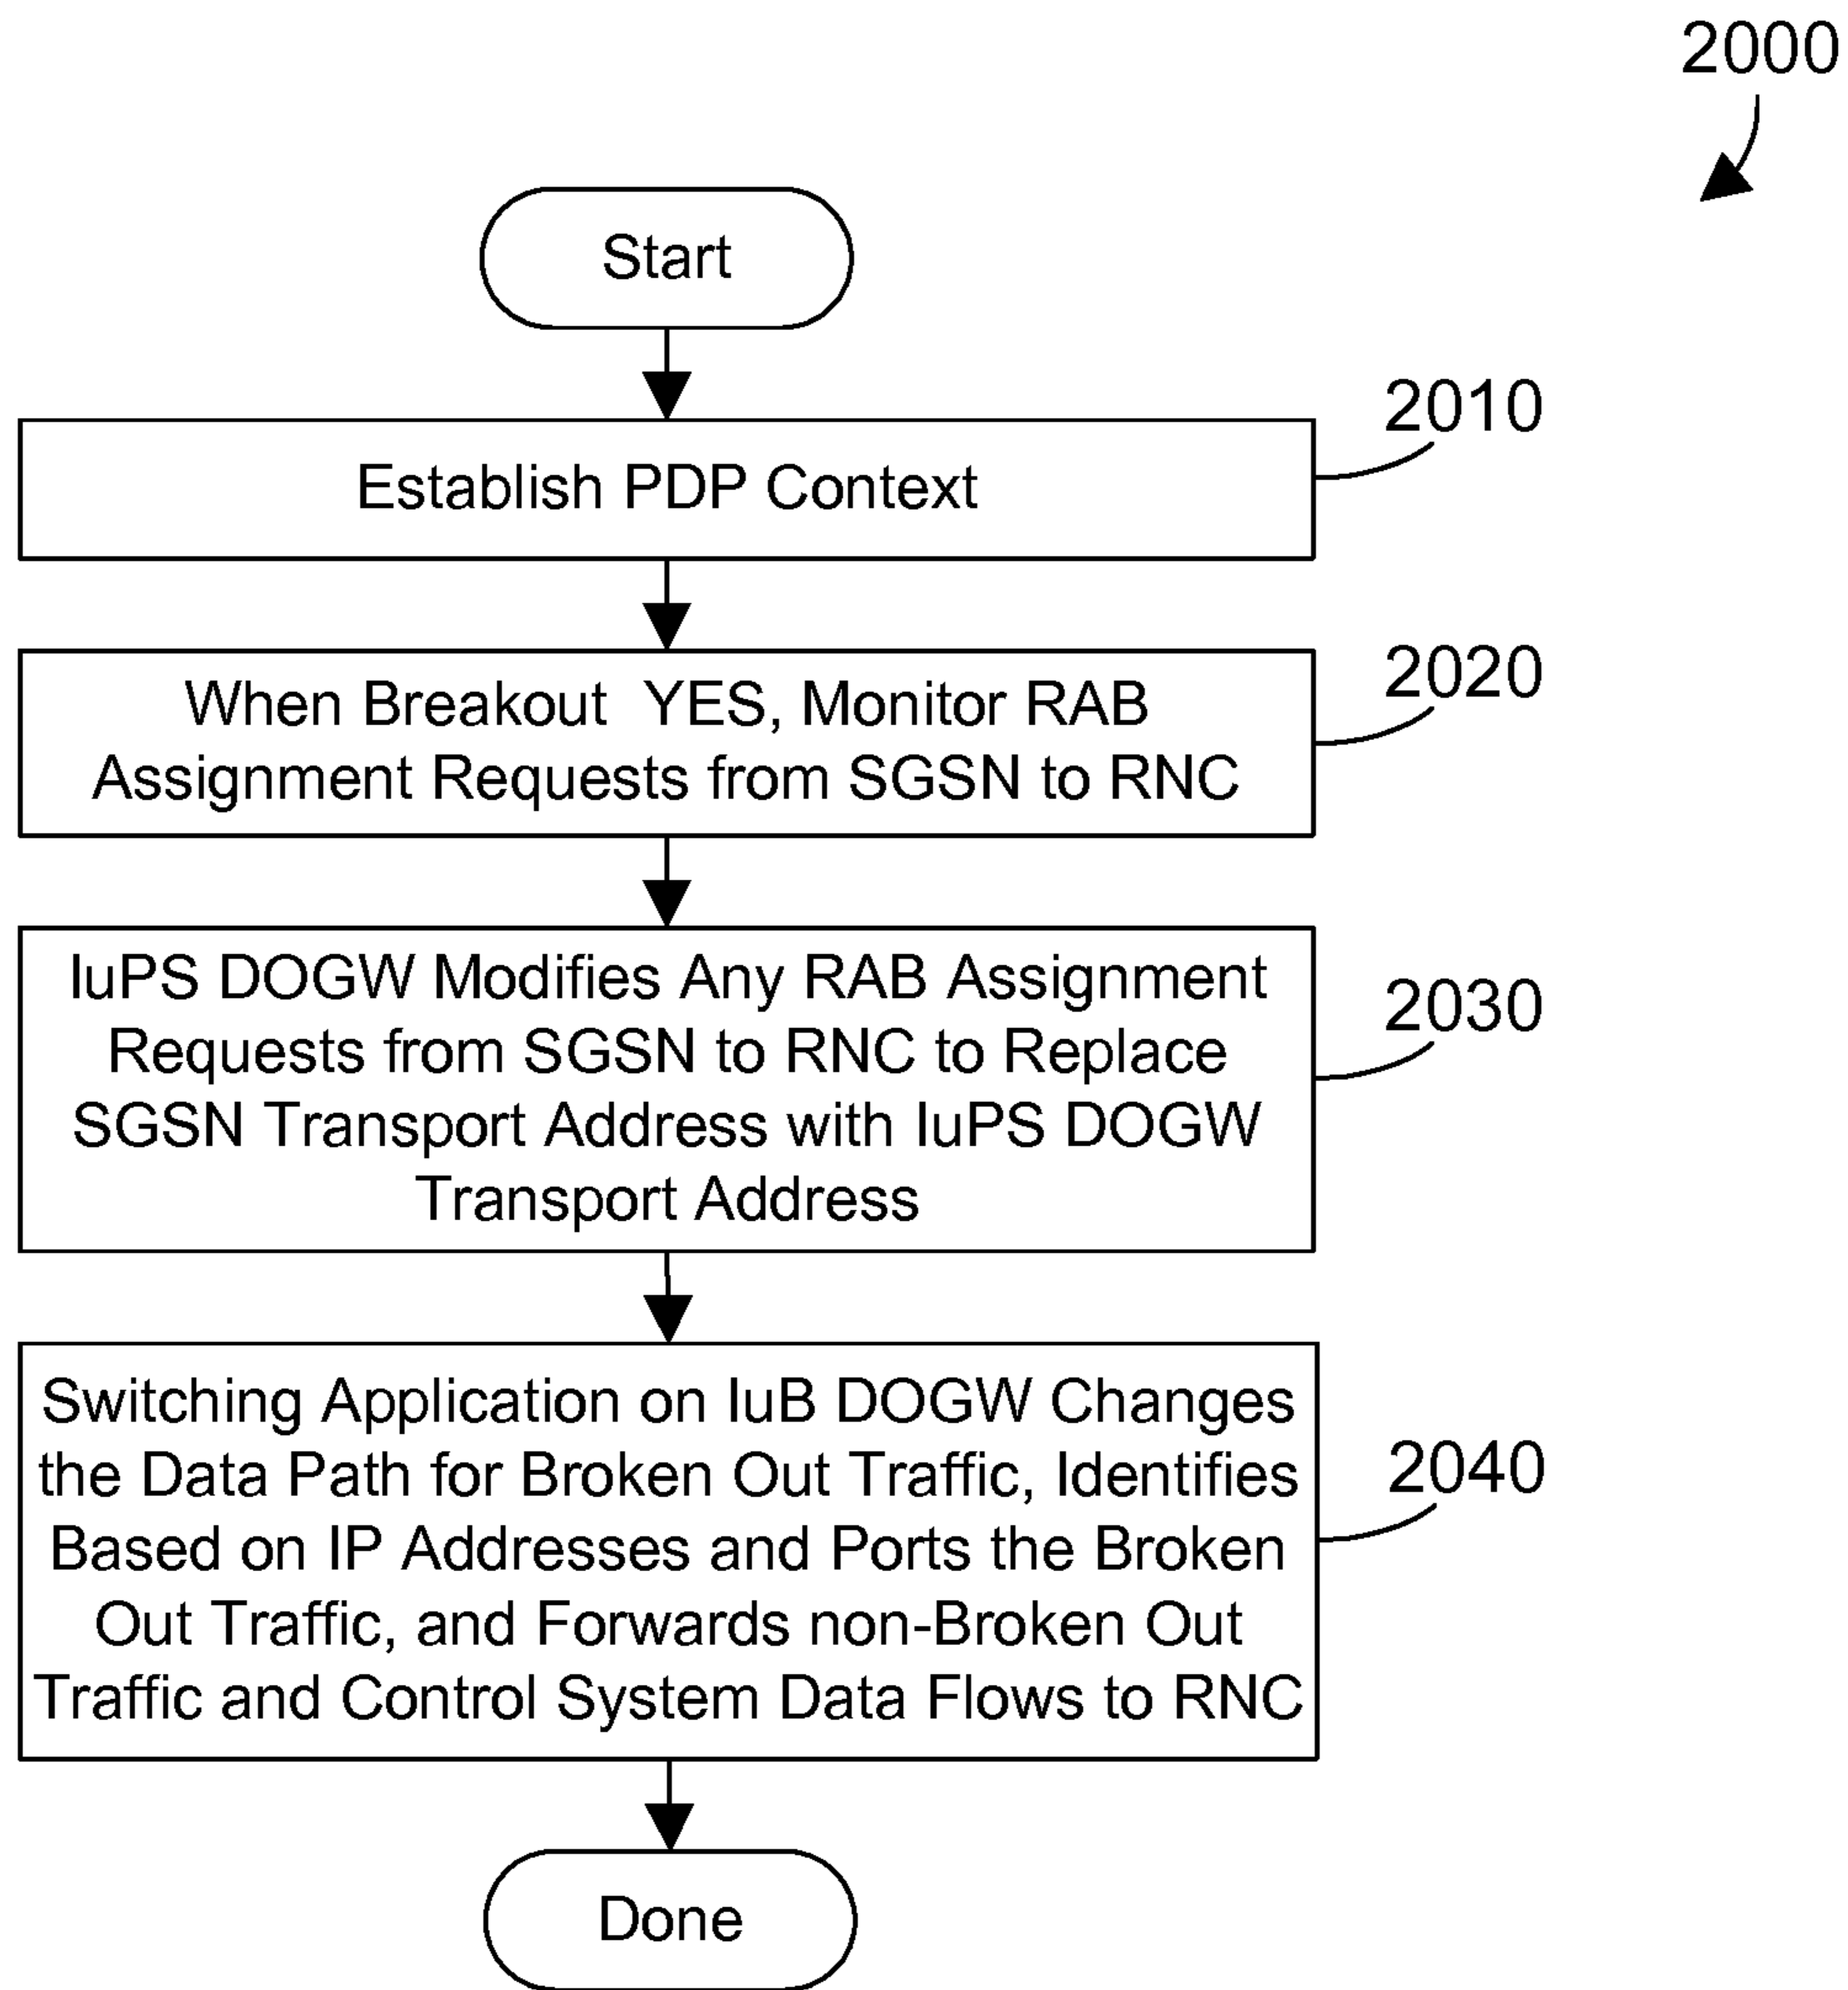 2000
Start
2010
Establish PDP Context
2020
When Breakout YES, Monitor RAB
Assignment Requests from SGSN to RNC
2030
IuPS DOGW Modifies Any RAB Assignment
Requests from SGSN to RNC to Replace
SGSN Transport Address with IuPS DOGW
Transport Address
2040
Switching Application on IuB DOGW Changes
the Data Path for Broken Out Traffic, Identifies
Based on IP Addresses and Ports the Broken
Out Traffic, and Forwards non-Broken Out
Traffic and Control System Data Flows to RNC
Done